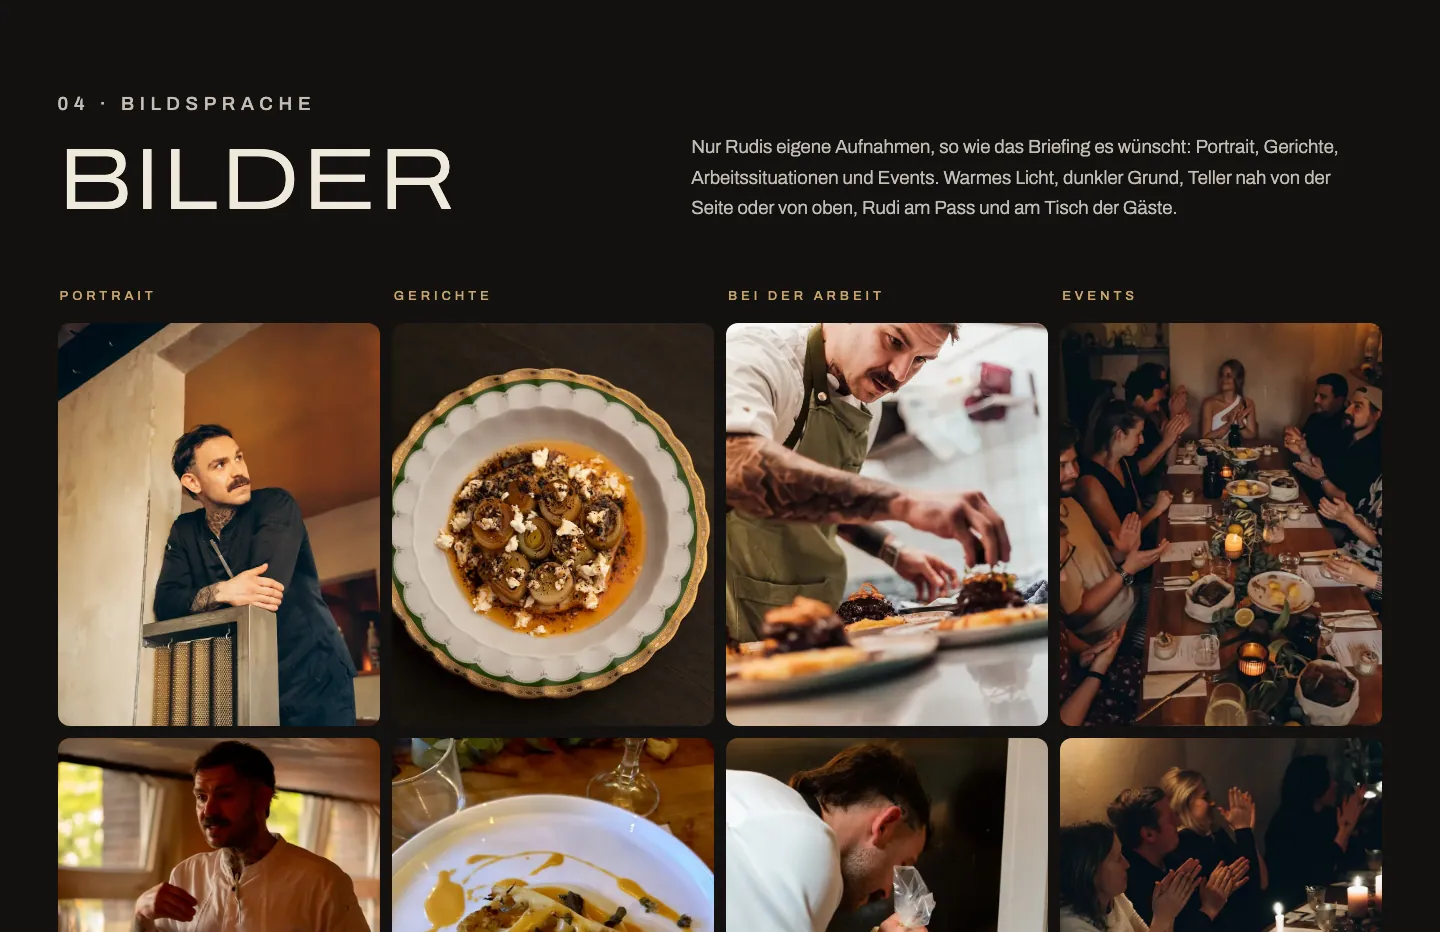 04 · BILDSPRACHE
BILDER
Nur Rudis eigene Aufnahmen, so wie das Briefing es wünscht: Portrait, Gerichte,
Arbeitssituationen und Events. Warmes Licht, dunkler Grund, Teller nah von der
Seite oder von oben, Rudi am Pass und am Tisch der Gäste.
PORTRAIT
GERICHTE
BEI DER ARBEIT
EVENTS